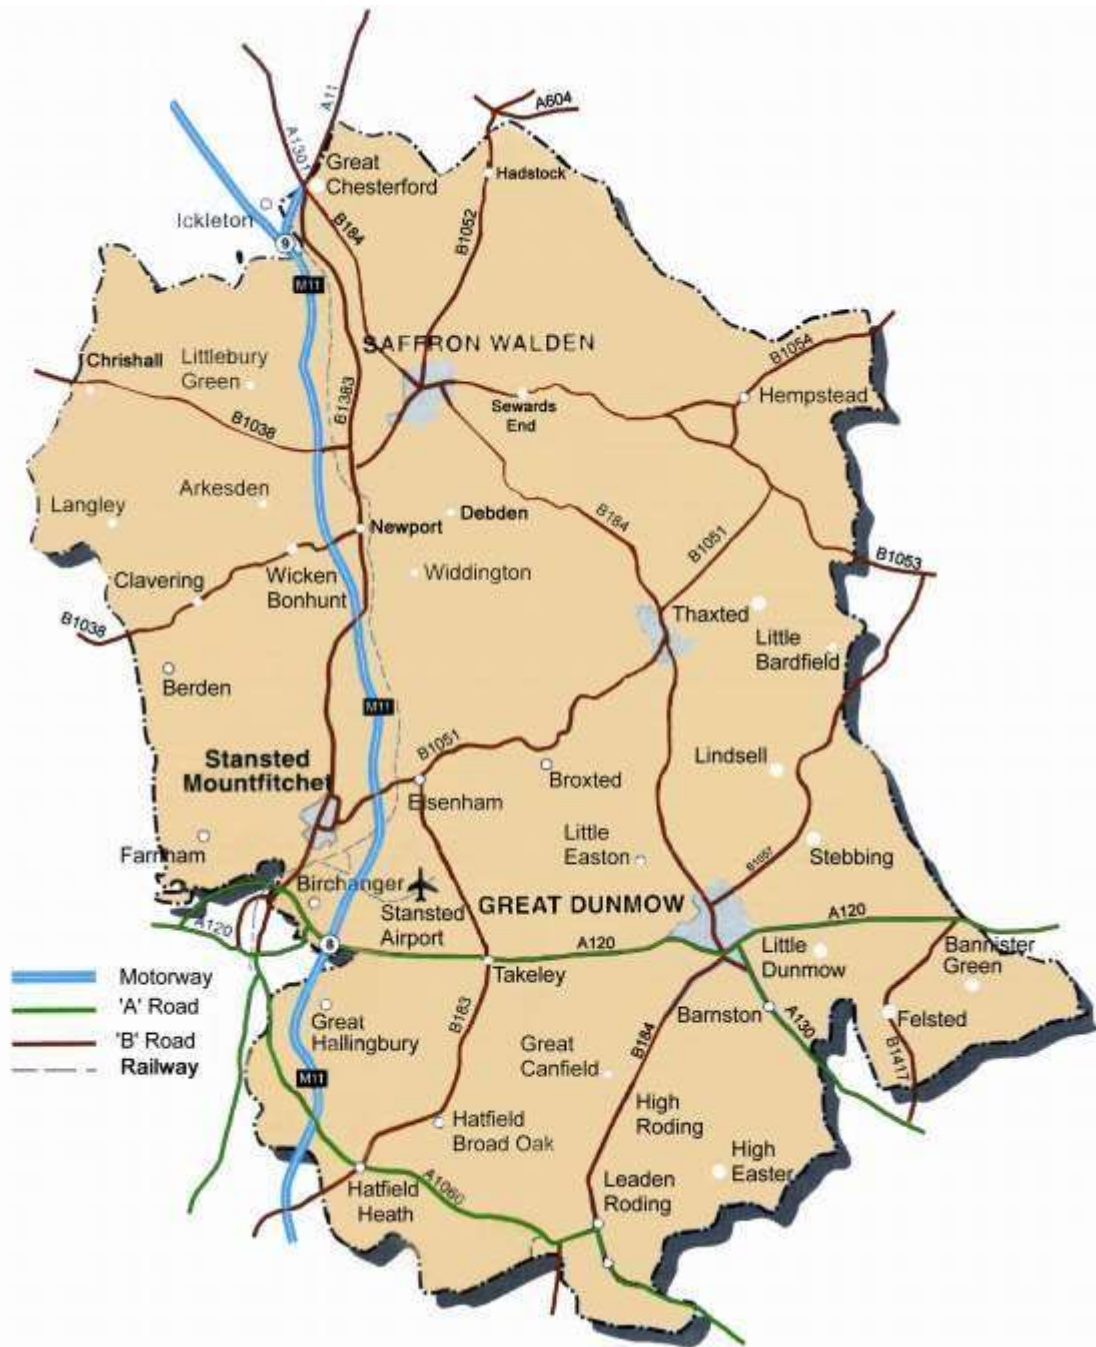 A11
A604
A1301
Great
Chesterford
Hadstock
Ickleton
B184
B1052
9
M11
SAFFRON WALDEN
B1054
Chrishall
Littlebury
Green
B1383
Sewards
End
Hempstead
B1038
Arkesden
Langley
Newport
Debden
B184
B1051
B1053
Clavering
Wicken
Bonhunt
Widdington
Thaxted
B1038
Little
Bardfield
Berden
M11
Stansted
Mountfitchet
B1051
Lindsell
Broxted
Elsenham
Little
Easton
B1057
Stebbing
Farnham
Birchanger
Stansted
Airport
GREAT DUNMOW
A120
A120
8
A120
Little
Dunmow
Bannister
Green
Takeley
Motorway
'A' Road
'B' Road
Railway
Great
Hallingbury
B183
Barnston
A130
Felsted
B184
B1417
Great
Canfield
M11
High
Roding
Hatfield
Broad Oak
High
Easter
Leaden
Roding
Hatfield
Heath
A1060